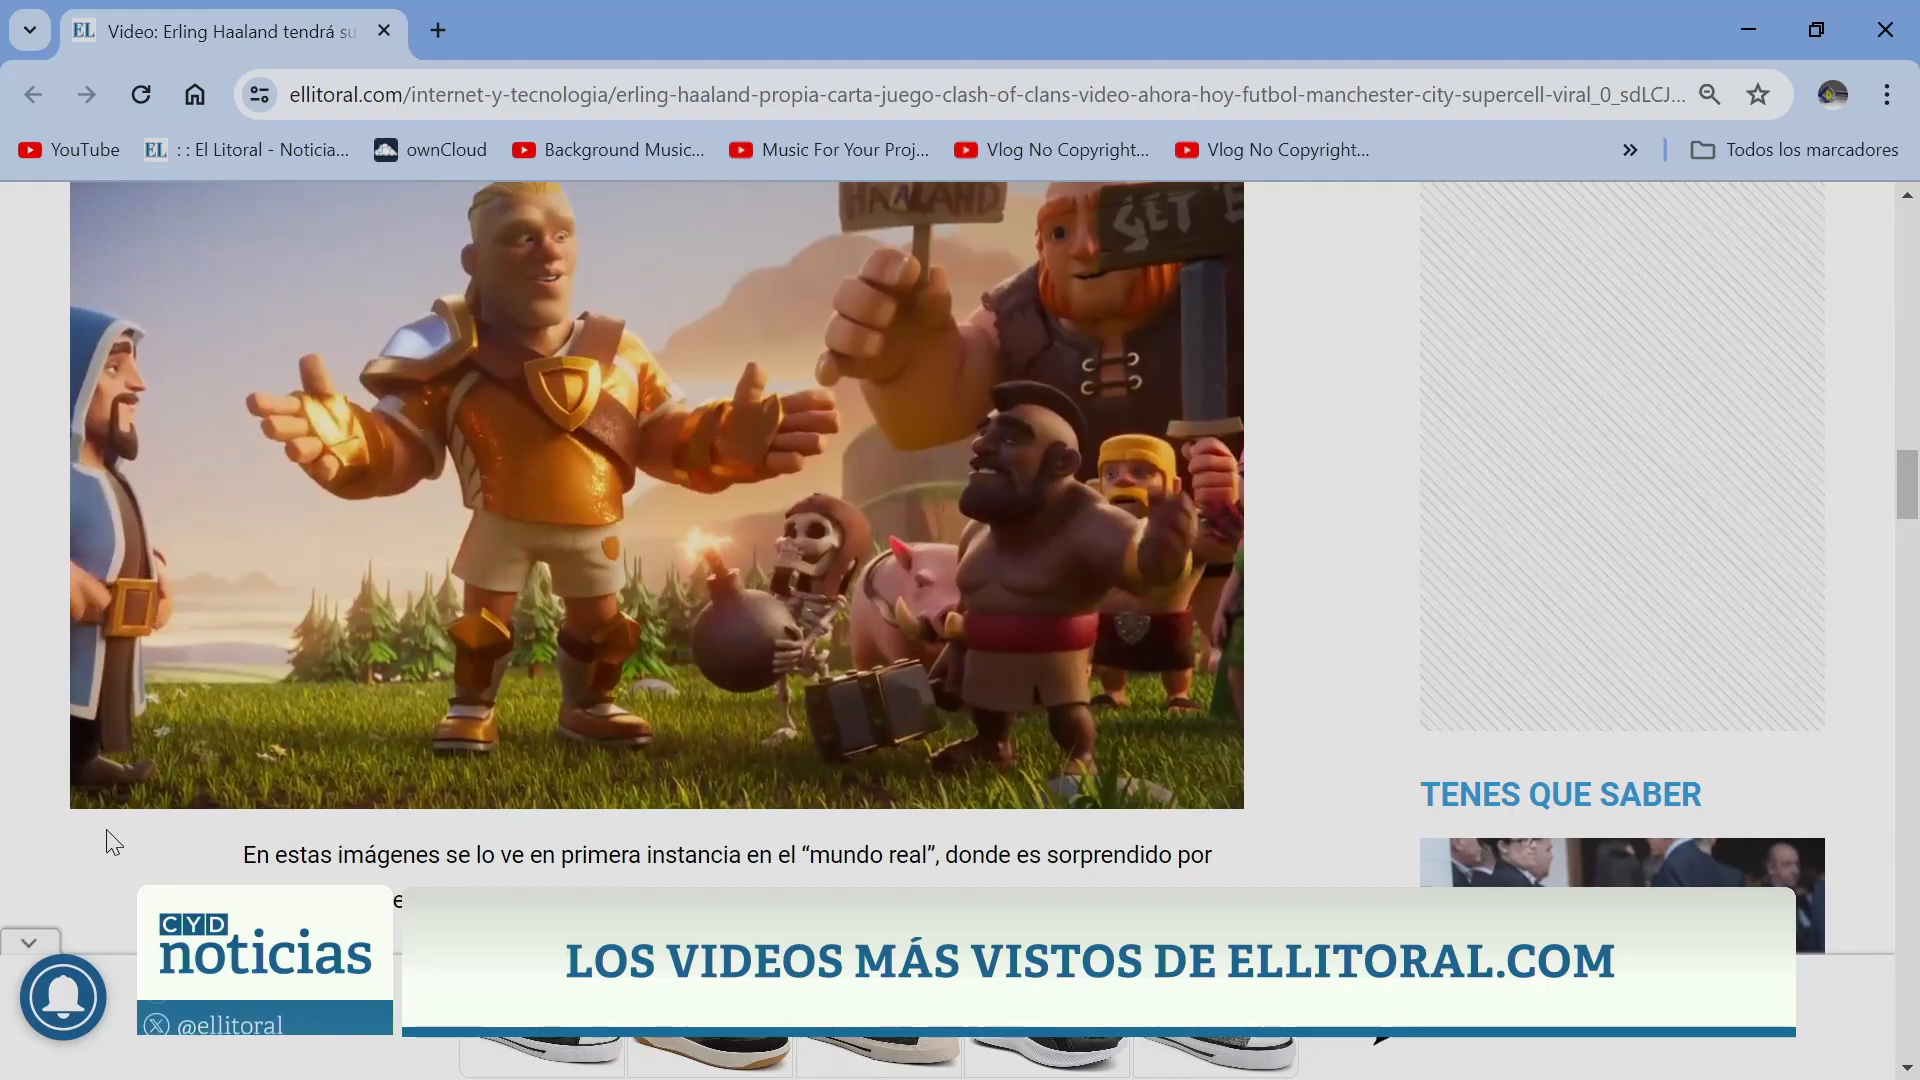 EL Video: Erling Haaland tendrá su
ellitoral.com/internet-y-tecnologia/erling-haaland-propia-carta-juego-clash-of-clans-video-ahora-hoy-futbol-manchester-city-supercell-viral_0_sdLCJ...
YouTube
EL : : El Litoral - Noticia...
ownCloud
Background Music...
Music For Your Proj...
Vlog No Copyright...
Vlog No Copyright...
Todos los marcadores
HAALAND
GET
TENES QUE SABER
En estas imágenes se lo ve en primera instancia en el “mundo real”, donde es sorprendido por
CYD
noticias
LOS VIDEOS MÁS VISTOS DE ELLITORAL.COM
@ellitoral